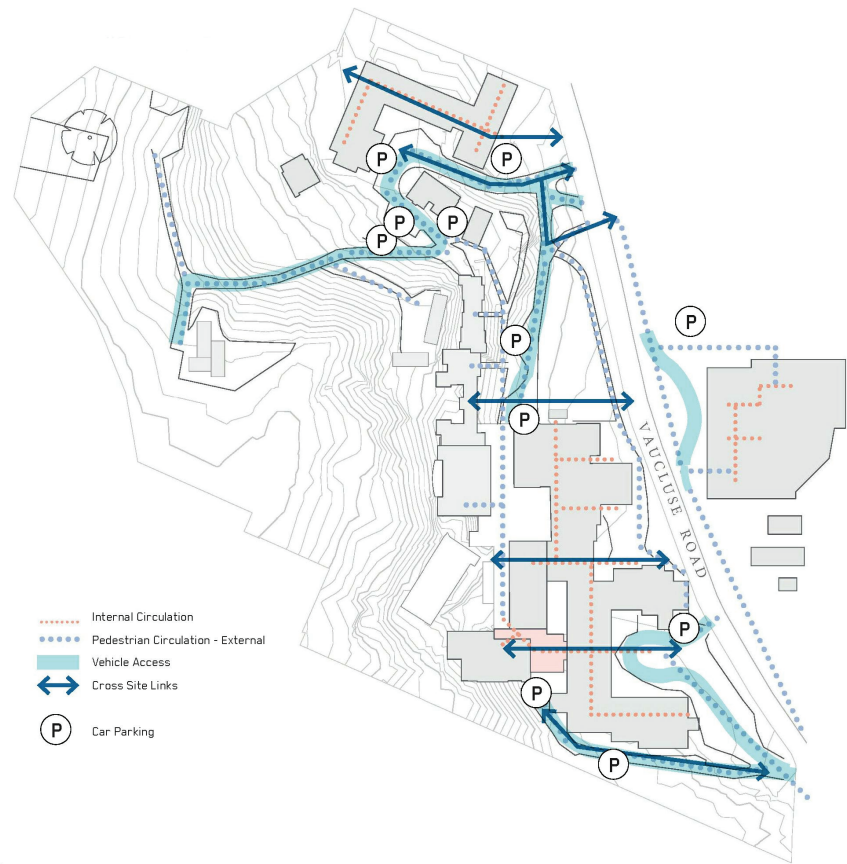 P
P
P
P
P
P
P
P
VAUCLUSE ROAD
Internal Circulation
Pedestrian Circulation - External
Vehicle Access
P
Cross Site Links
P
P Car Parking
P